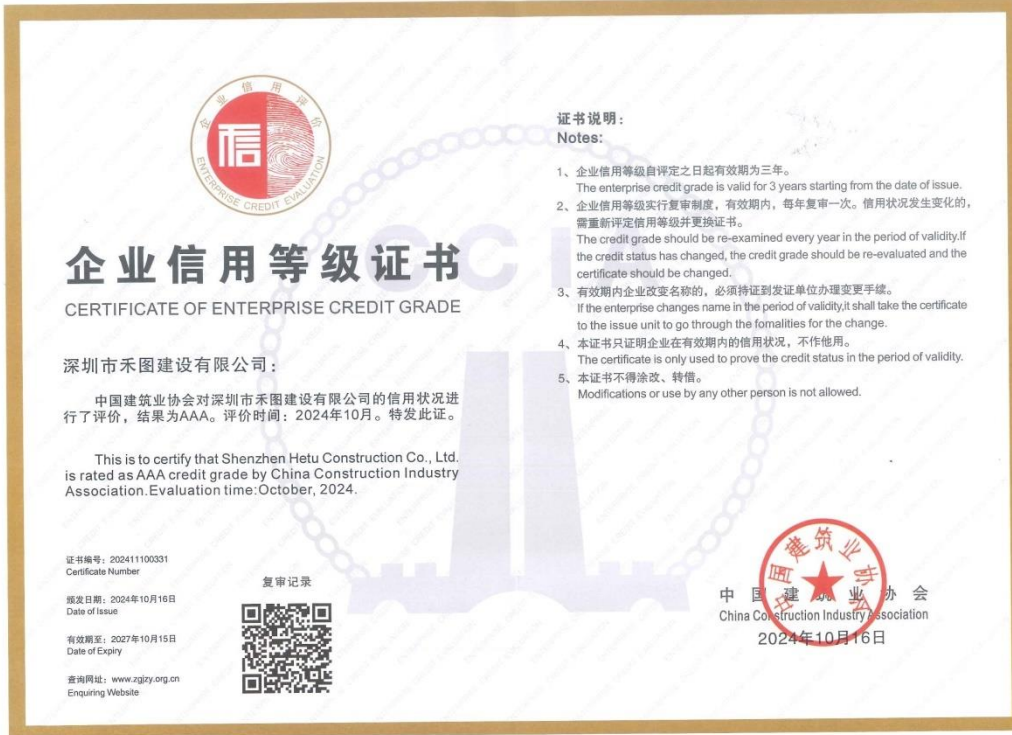 企业信用评价
ENTERPRISE CREDIT EVALUATION
信
企业信用等级证书
CERTIFICATE OF ENTERPRISE CREDIT GRADE
深圳市禾图建设有限公司：
中国建筑业协会对深圳市禾图建设有限公司的信用状况进
行了评价，结果为AAA。评价时间：2024年10月。特发此证。
This is to certify that Shenzhen Hetu Construction Co., Ltd.
is rated as AAA credit grade by China Construction Industry
Association.Evaluation time:October, 2024.
证书编号：202411100331
Certificate Number
颁发日期：2024年10月16日
Date of Issue
有效期至：2027年10月15日
Date of Expiry
查询网址：www.zgjzy.org.cn
Enquiring Website
复审记录
证书说明：
Notes:
1、企业信用等级自评定之日起有效期为三年。
The enterprise credit grade is valid for 3 years starting from the date of issue.
2、企业信用等级实行复审制度，有效期内，每年复审一次。信用状况发生变化的，
需重新评定信用等级并更换证书。
The credit grade should be re-examined every year in the period of validity.If
the credit status has changed, the credit grade should be re-evaluated and the
certificate should be changed.
3、有效期内企业改变名称的，必须持证到发证单位办理变更手续。
If the enterprise changes name in the period of validity,it shall take the certificate
to the issue unit to go through the fomalities for the change.
4、本证书只证明企业在有效期内的信用状况，不作他用。
The certificate is only used to prove the credit status in the period of validity.
5、本证书不得涂改、转借。
Modifications or use by any other person is not allowed.
CCIA
中国建筑业协会
中国建筑业协会
China Construction Industry Association
2024年10月16日